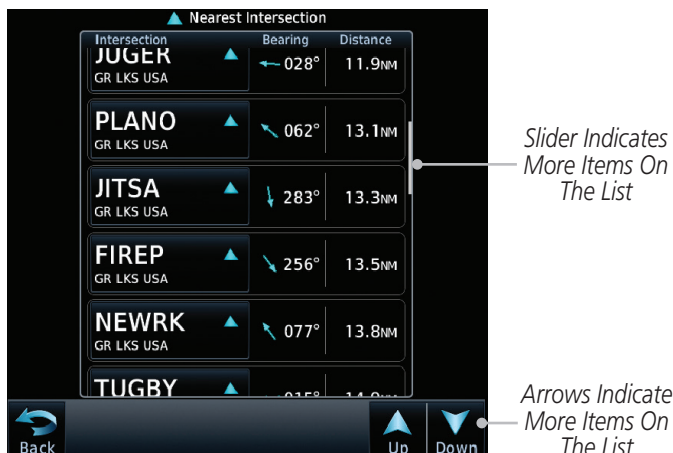 Nearest Intersection
Intersection Bearing Distance
JUGER 028° 11.9NM
GR LKS USA
PLANO 062° 13.1NM
GR LKS USA
JITSA 283° 13.3NM
GR LKS USA
FIREP 256° 13.5NM
GR LKS USA
NEWRK 077° 13.8NM
GR LKS USA
TUGBY
Back Up Down
Slider Indicates
More Items On
The List
Arrows Indicate
More Items On
The List